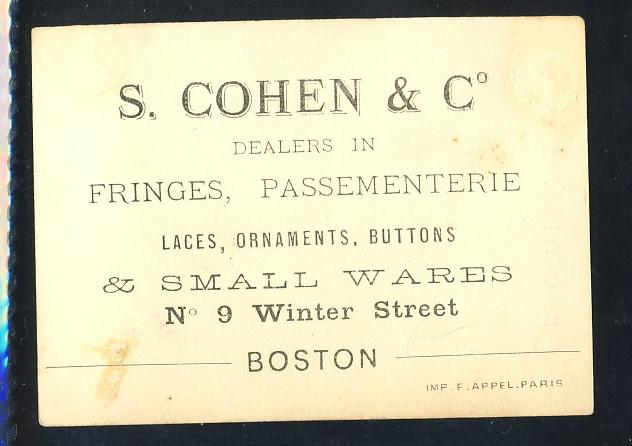 S. COHEN & Cº
DEALERS IN
FRINGES, PASSEMENTERIE
LACES, ORNAMENTS, BUTTONS
& SMALL WARES
Nº 9 Winter Street
BOSTON
IMP. F. APPEL. PARIS